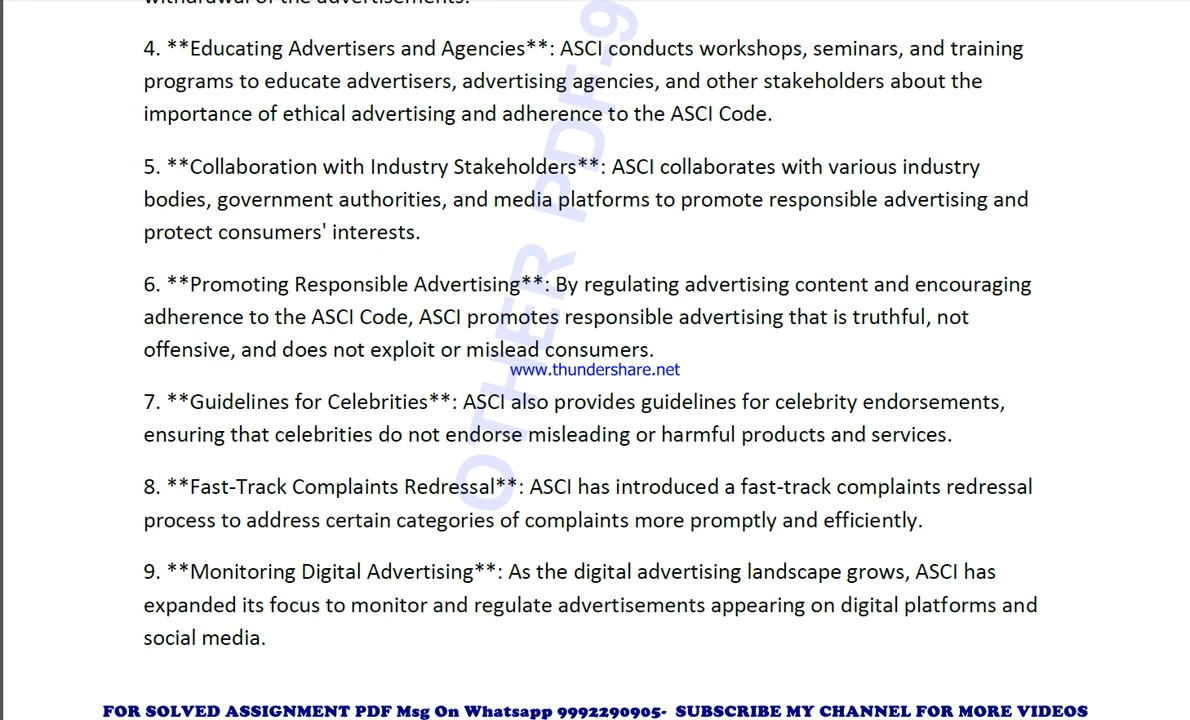 withdrawal of the advertisements.
4. **Educating Advertisers and Agencies**: ASCI conducts workshops, seminars, and training
programs to educate advertisers, advertising agencies, and other stakeholders about the
importance of ethical advertising and adherence to the ASCI Code.
5. **Collaboration with Industry Stakeholders**: ASCI collaborates with various industry
bodies, government authorities, and media platforms to promote responsible advertising and
protect consumers' interests.
6. **Promoting Responsible Advertising**: By regulating advertising content and encouraging
adherence to the ASCI Code, ASCI promotes responsible advertising that is truthful, not
offensive, and does not exploit or mislead consumers.
www.thundershare.net
7. **Guidelines for Celebrities**: ASCI also provides guidelines for celebrity endorsements,
ensuring that celebrities do not endorse misleading or harmful products and services.
8. **Fast-Track Complaints Redressal**: ASCI has introduced a fast-track complaints redressal
process to address certain categories of complaints more promptly and efficiently.
9. **Monitoring Digital Advertising**: As the digital advertising landscape grows, ASCI has
expanded its focus to monitor and regulate advertisements appearing on digital platforms and
social media.
OTHER PDF-9
FOR SOLVED ASSIGNMENT PDF Msg On Whatsapp 9992290905- SUBSCRIBE MY CHANNEL FOR MORE VIDEOS